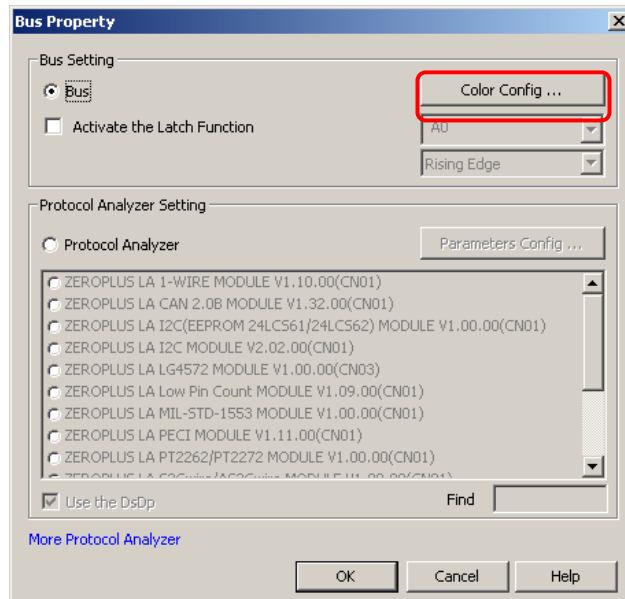 Bus Property
Bus Setting
Bus
Color Config ...
Activate the Latch Function
A0
Rising Edge
Protocol Analyzer Setting
Protocol Analyzer
Parameters Config ...
ZEROPLUS LA 1-WIRE MODULE V1.10.00(CN01)
ZEROPLUS LA CAN 2.0B MODULE V1.32.00(CN01)
ZEROPLUS LA I2C(EEPROM 24LCS61/24LCS62) MODULE V1.00.00(CN01)
ZEROPLUS LA I2C MODULE V2.02.00(CN01)
ZEROPLUS LA LG4572 MODULE V1.00.00(CN03)
ZEROPLUS LA Low Pin Count MODULE V1.09.00(CN01)
ZEROPLUS LA MIL-STD-1553 MODULE V1.00.00(CN01)
ZEROPLUS LA PECI MODULE V1.11.00(CN01)
ZEROPLUS LA PT2262/PT2272 MODULE V1.00.00(CN01)
Use the DsDp
Find
More Protocol Analyzer
OK
Cancel
Help